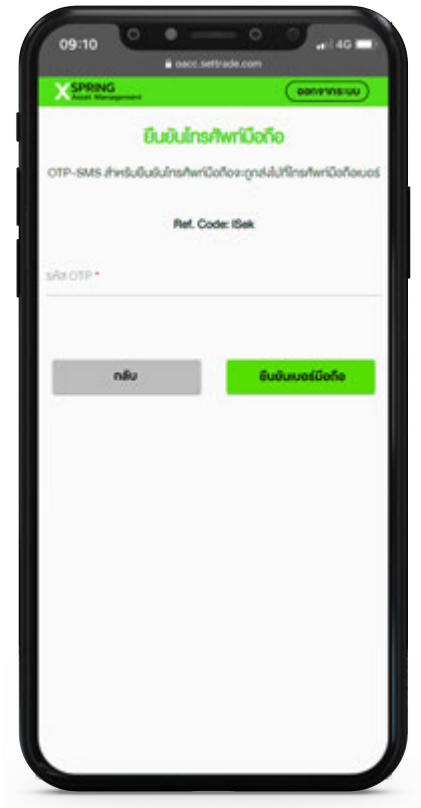 09:10
4G
oacc.settrade.com
XSPRING
Asset Management
ออกจากระบบ
ยืนยันโทรศัพท์มือถือ
OTP-SMS สำหรับยืนยันโทรศัพท์มือถือจะถูกส่งไปที่โทรศัพท์มือถือเบอร์
Ref. Code: ISek
รหัส OTP *
กลับ
ยืนยันเบอร์มือถือ